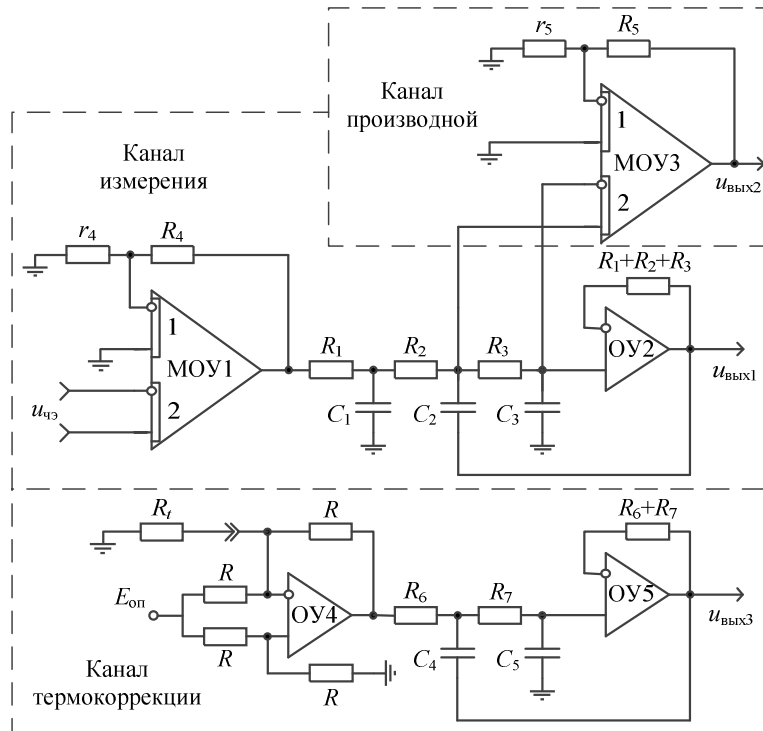 r5
R5
Канал
производной
1
МОУ3
2
uвых2
Канал
измерения
r4
R4
1
МОУ1
2
uчэ
R1
R2
R3
C1
C2
C3
R1+R2+R3
ОУ2
uвых1
Rt
R
R
Eоп
R
ОУ4
R
R6
R7
C4
C5
R6+R7
ОУ5
uвых3
Канал
термокоррекции